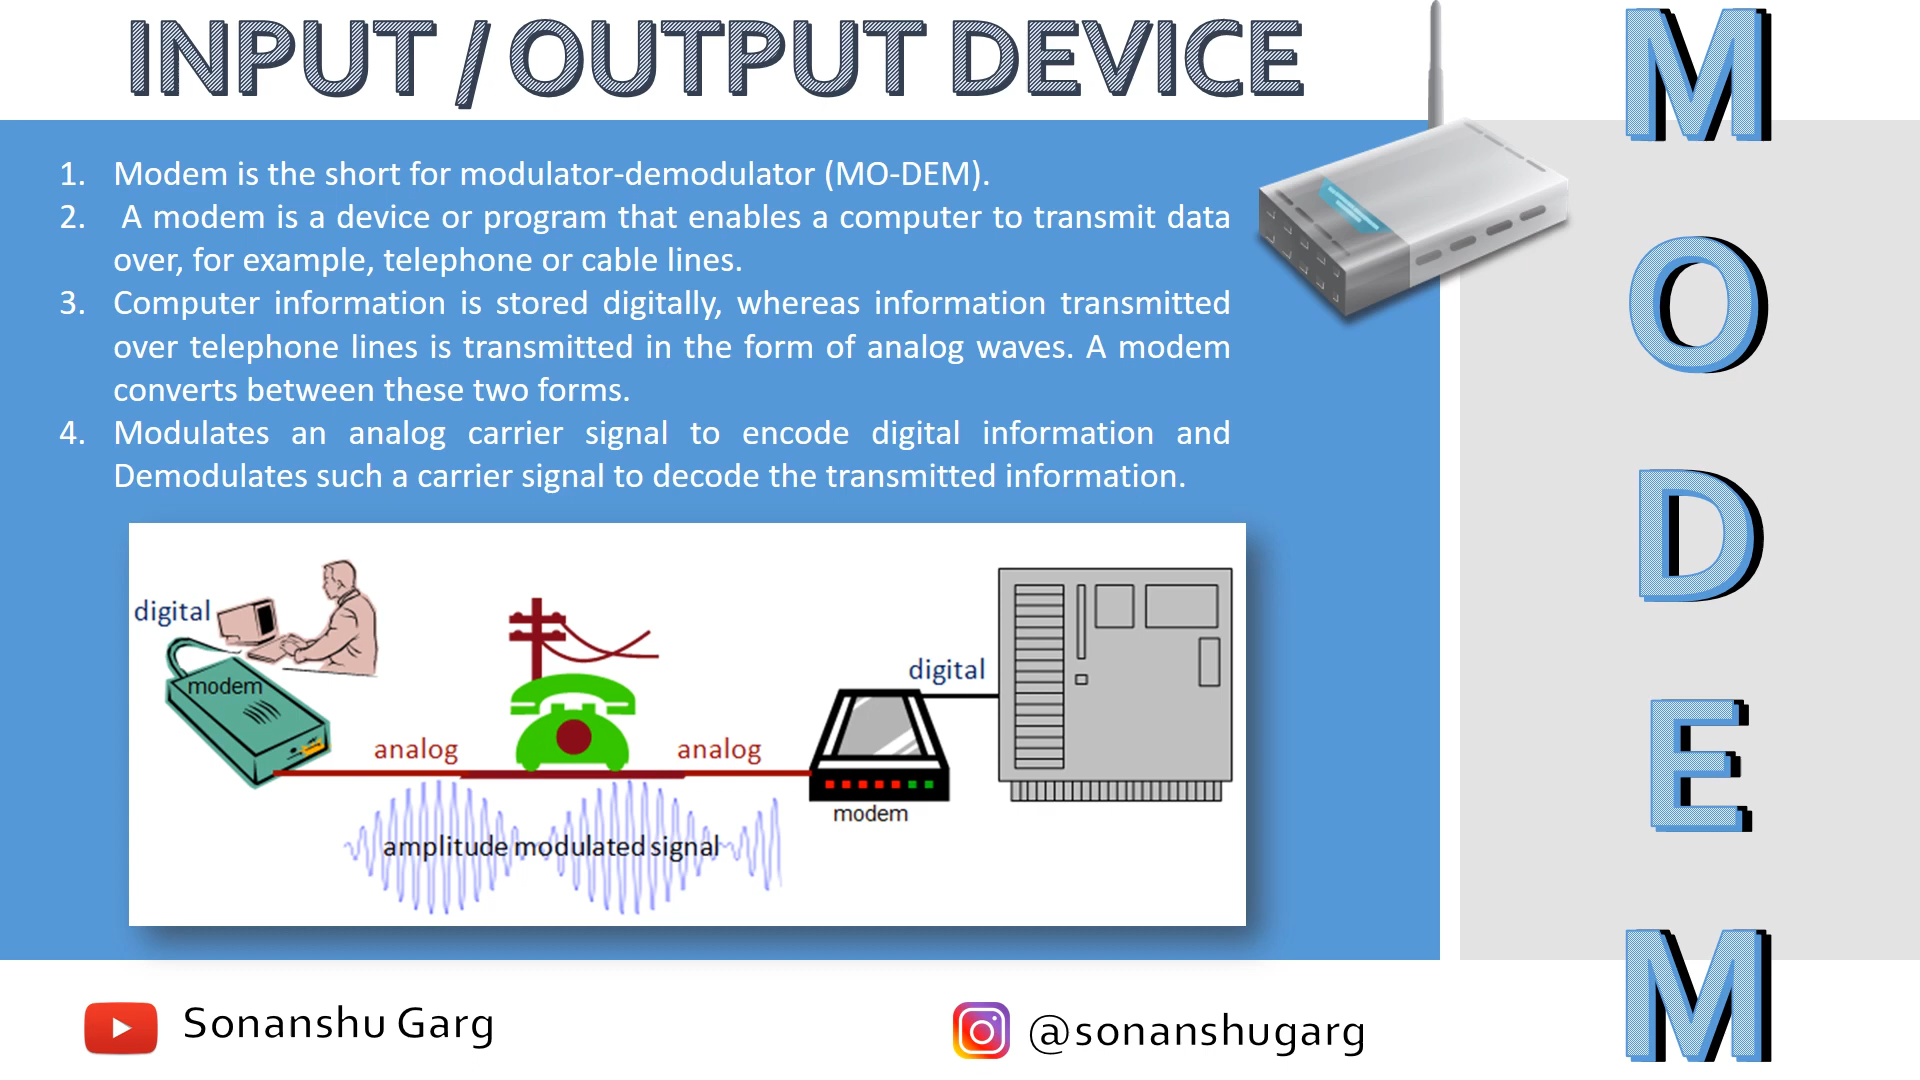 INPUT / OUTPUT DEVICE
1. Modem is the short for modulator-demodulator (MO-DEM).
2. A modem is a device or program that enables a computer to transmit data
over, for example, telephone or cable lines.
3. Computer information is stored digitally, whereas information transmitted
over telephone lines is transmitted in the form of analog waves. A modem
converts between these two forms.
4. Modulates an analog carrier signal to encode digital information and
Demodulates such a carrier signal to decode the transmitted information.
digital
modem
analog
analog
amplitude modulated signal
digital
modem
M
O
D
E
M
Sonanshu Garg
@sonanshugarg